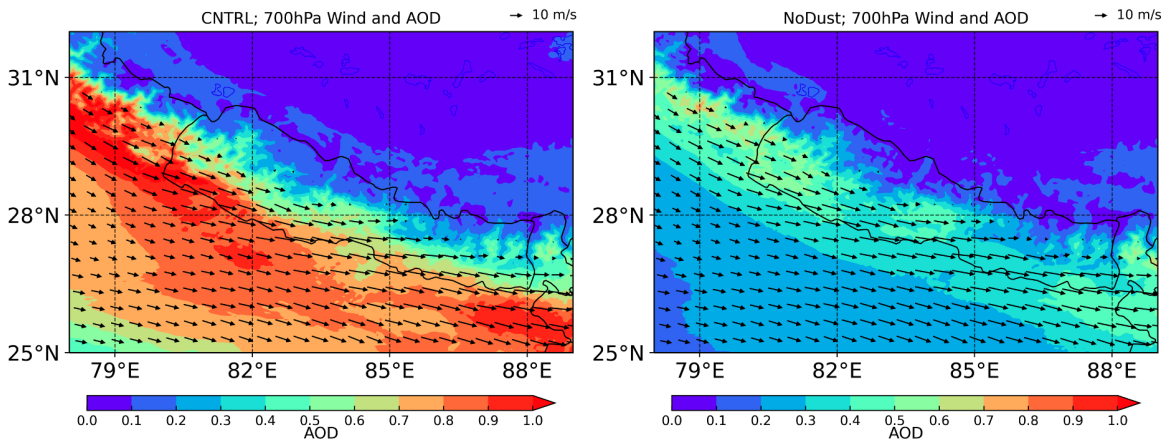 CNTRL; 700hPa Wind and AOD
10 m/s
31°N
28°N
25°N
79°E 82°E 85°E 88°E
0.0 0.1 0.2 0.3 0.4 0.5 0.6 0.7 0.8 0.9 1.0
AOD
NoDust; 700hPa Wind and AOD
10 m/s
31°N
28°N
25°N
79°E 82°E 85°E 88°E
0.0 0.1 0.2 0.3 0.4 0.5 0.6 0.7 0.8 0.9 1.0
AOD